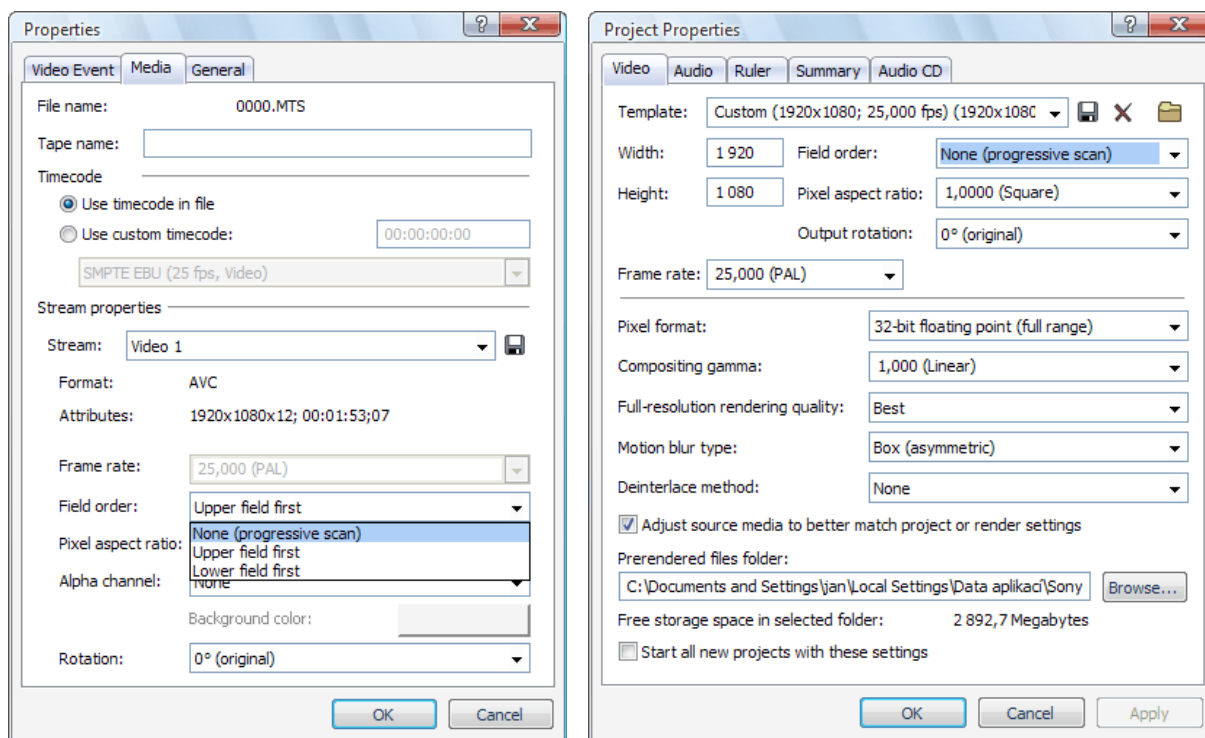 Properties
Video Event Media General
File name: 0000.MTS
Tape name:
Timecode
Use timecode in file
Use custom timecode: 00:00:00:00
SMPTE EBU (25 fps, Video)
Stream properties
Stream: Video 1
Format: AVC
Attributes: 1920x1080x12; 00:01:53;07
Frame rate: 25,000 (PAL)
Field order: Upper field first
None (progressive scan)
Pixel aspect ratio: Upper field first
Lower field first
Alpha channel: None
Background color:
Rotation: 0° (original)
OK Cancel
Project Properties
Video Audio Ruler Summary Audio CD
Template: Custom (1920x1080; 25,000 fps) (1920x1080
Width: 1 920 Field order: None (progressive scan)
Height: 1 080 Pixel aspect ratio: 1,0000 (Square)
Output rotation: 0° (original)
Frame rate: 25,000 (PAL)
Pixel format: 32-bit floating point (full range)
Compositing gamma: 1,000 (Linear)
Full-resolution rendering quality: Best
Motion blur type: Box (asymmetric)
Deinterlace method: None
Adjust source media to better match project or render settings
Prerendered files folder:
C:\Documents and Settings\jan\Local Settings\Data aplikací\Sony Browse...
Free storage space in selected folder: 2 892,7 Megabytes
Start all new projects with these settings
OK Cancel Apply